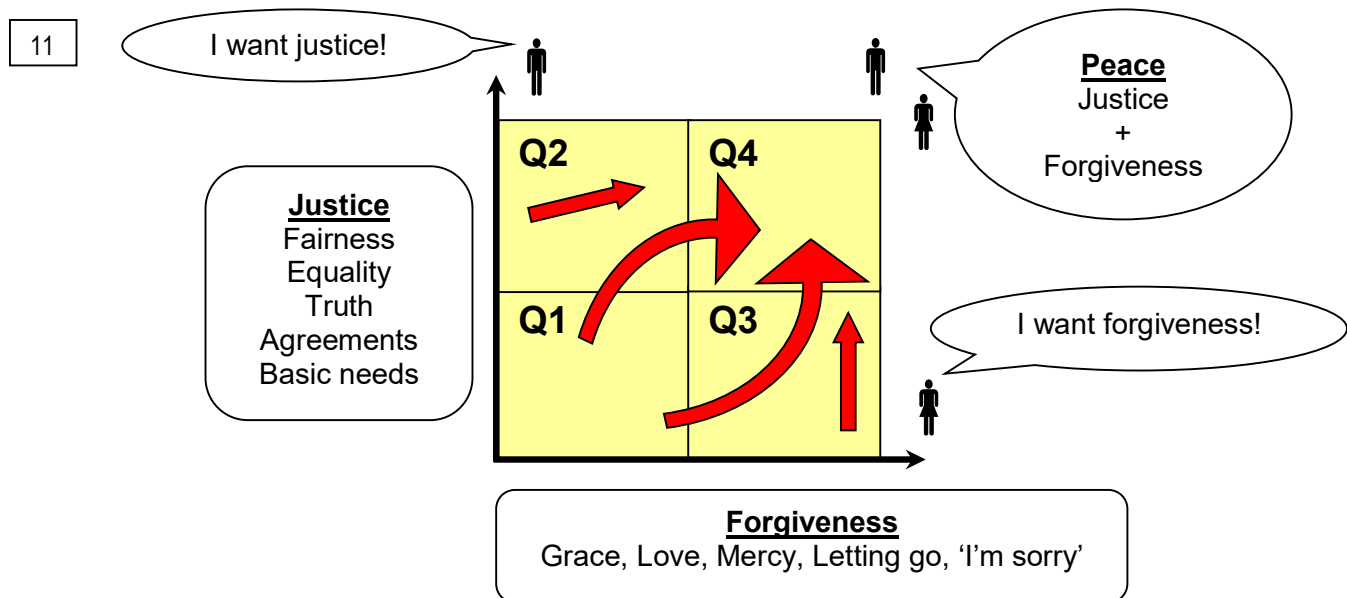 11
I want justice!
Peace
Justice
+
Forgiveness
Q2
Q4
Justice
Fairness
Equality
Truth
Agreements
Basic needs
Q1
Q3
I want forgiveness!
Forgiveness
Grace, Love, Mercy, Letting go, ‘I’m sorry’